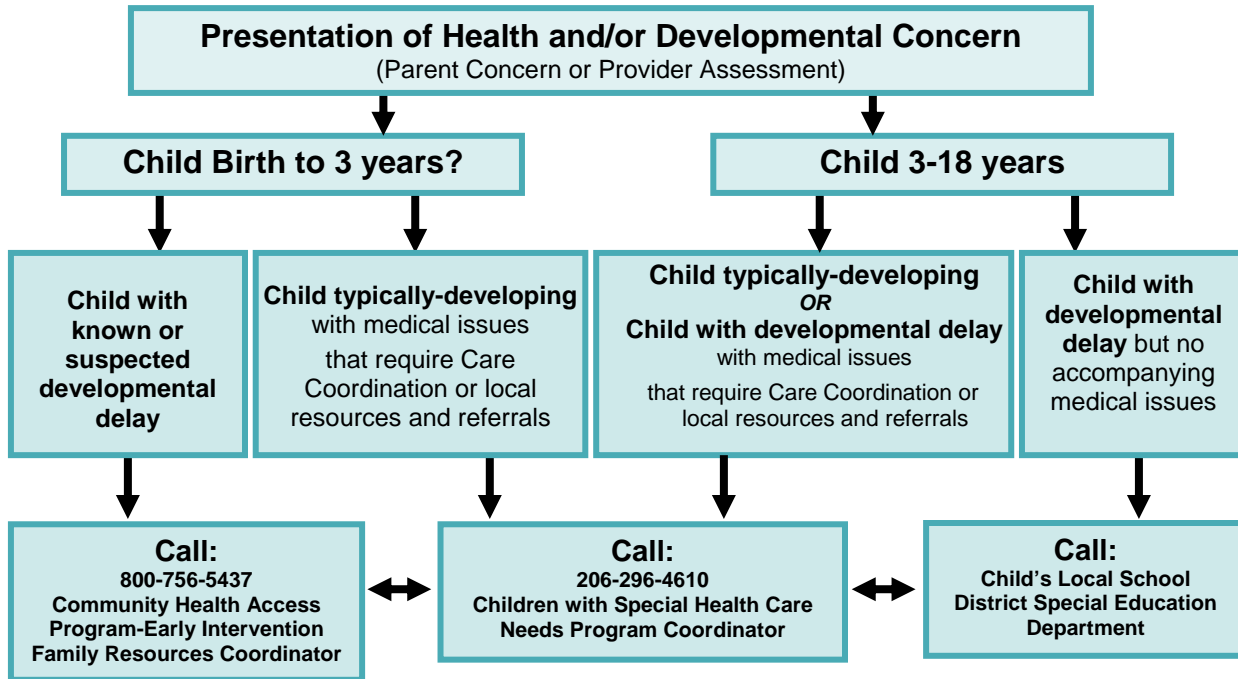 Presentation of Health and/or Developmental Concern
(Parent Concern or Provider Assessment)
Child Birth to 3 years?
Child 3-18 years
Child with
known or
suspected
developmental
delay
Child typically-developing
with medical issues
that require Care
Coordination or local
resources and referrals
Child typically-developing
OR
Child with developmental delay
with medical issues
that require Care Coordination or
local resources and referrals
Child with
developmental
delay but no
accompanying
medical issues
Call:
800-756-5437
Community Health Access
Program-Early Intervention
Family Resources Coordinator
Call:
206-296-4610
Children with Special Health Care
Needs Program Coordinator
Call:
Child’s Local School
District Special Education
Department